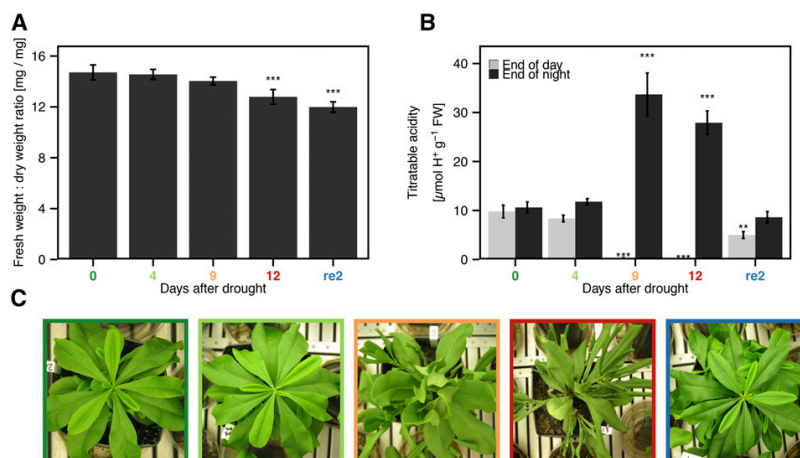 A
Fresh weight : dry weight ratio [mg / mg]
16
12
8
4
0
***
***
0
4
9
12
re2
Days after drought
B
Titratable acidity
[µmol H⁺ g⁻¹ FW]
40
30
20
10
0
End of day
End of night
***
***
***
***
**
0
4
9
12
re2
Days after drought
C